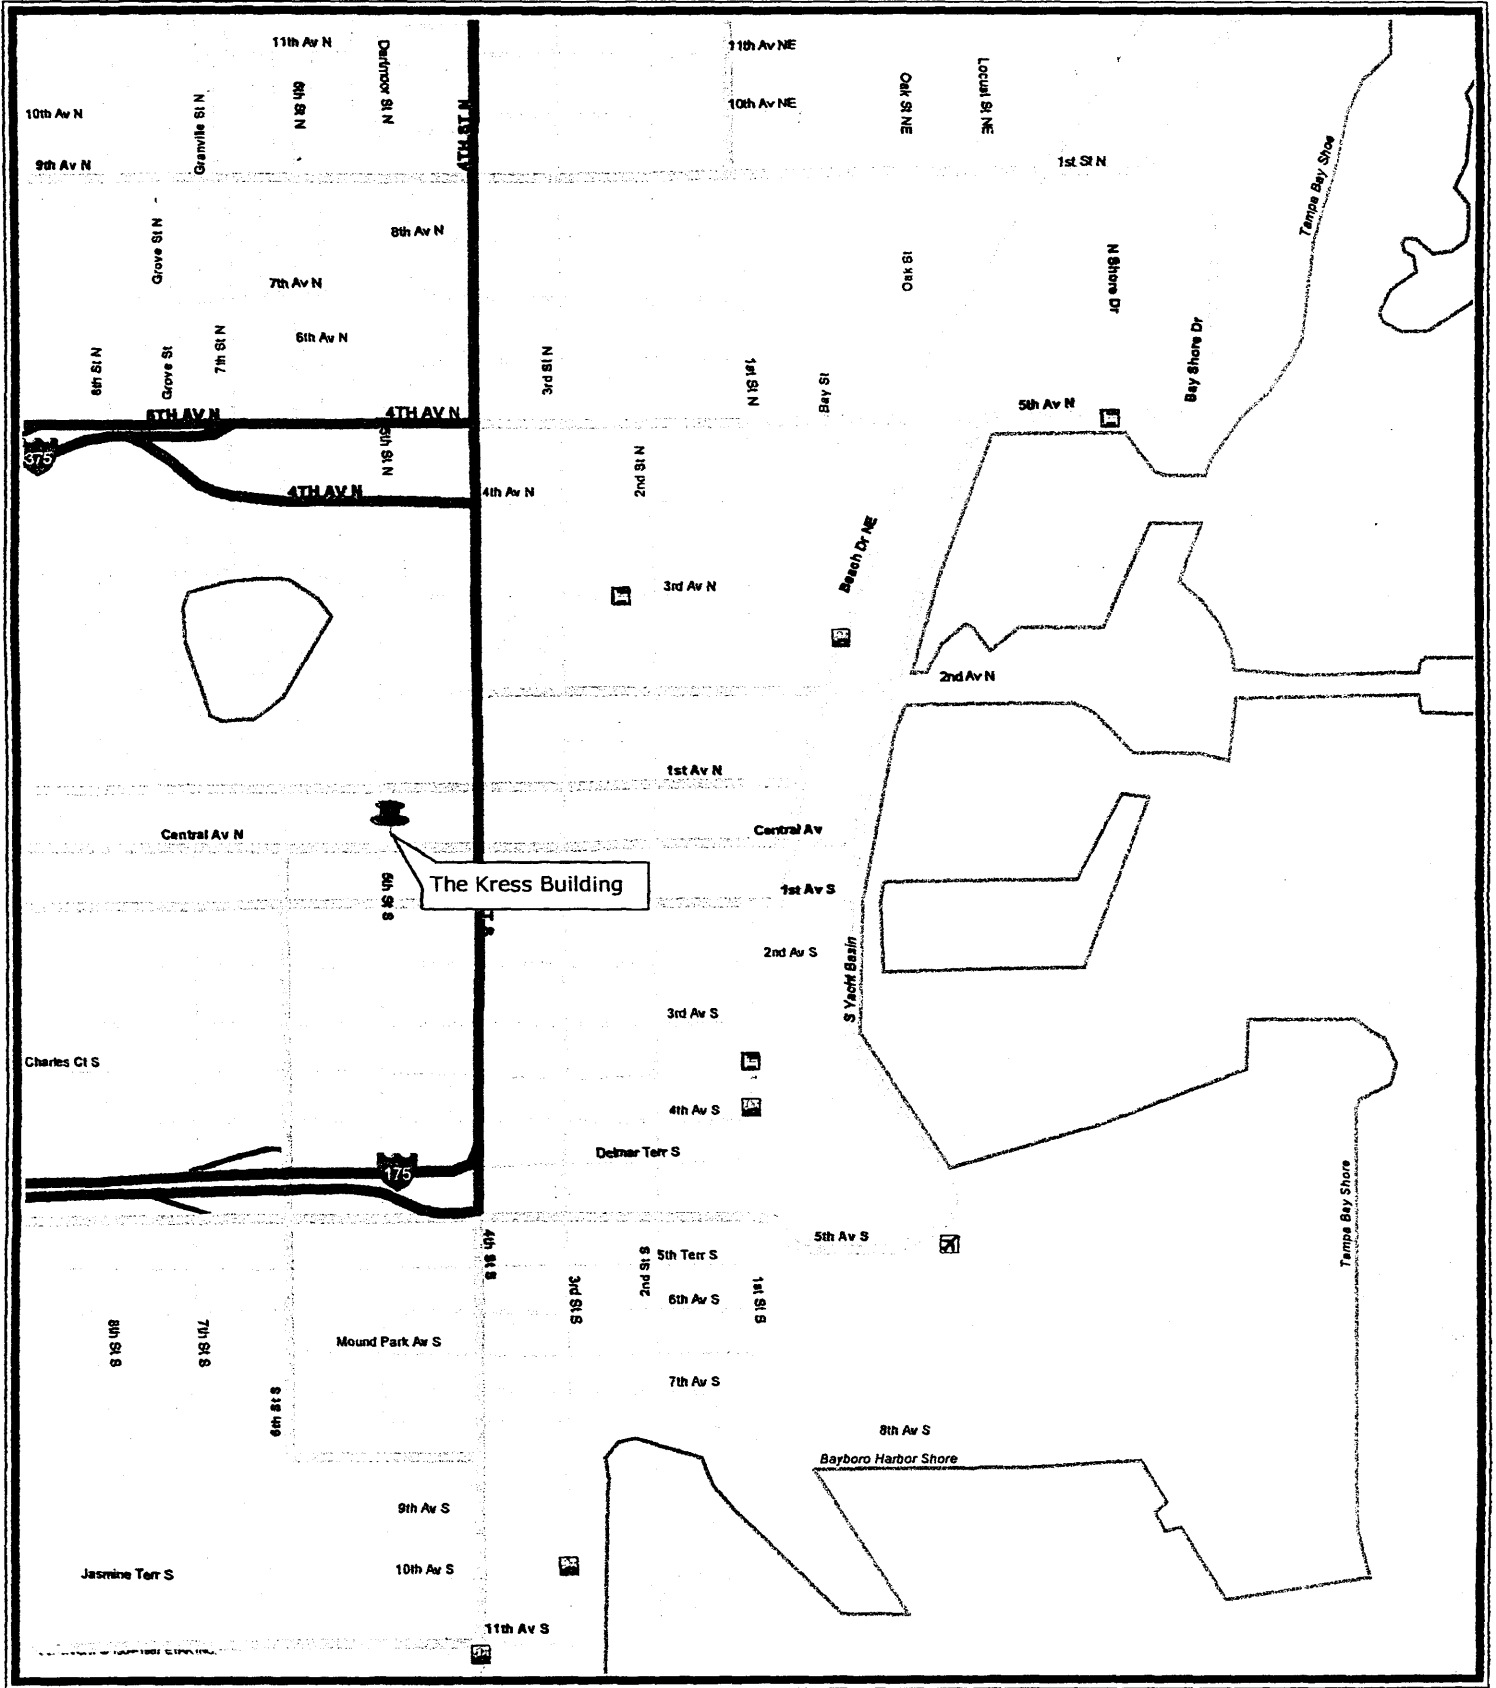 11th Av N
Dartmoor St N
11th Av NE
10th Av N
Granville St N
6th St N
4TH ST N
10th Av NE
Oak St NE
Locust St NE
9th Av N
1st St N
Tampa Bay Shoe
Grove St N
8th Av N
7th Av N
Oak St
N Shore Dr
8th St N
Grove St
7th St N
6th Av N
3rd St N
1st St N
Bay St
Bay Shore Dr
5TH AV N
4TH AV N
5th Av N
375
5th St N
4TH AV N
4th Av N
2nd St N
3rd Av N
Beach Dr NE
2nd Av N
1st Av N
Central Av N
Central Av
The Kress Building
5th St S
1st Av S
2nd Av S
S Yacht Basin
3rd Av S
Charles Ct S
4th Av S
Delmar Terr S
175
4th St S
5th Av S
Tampa Bay Shore
2nd St S
5th Terr S
3rd St S
6th Av S
1st St S
8th St S
7th St S
Mound Park Av S
7th Av S
6th St S
8th Av S
Bayboro Harbor Shore
9th Av S
10th Av S
Jasmine Terr S
11th Av S